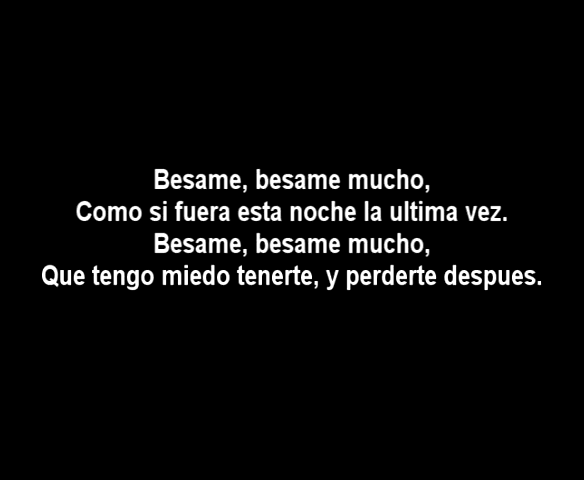 Besame, besame mucho,
Como si fuera esta noche la ultima vez.
Besame, besame mucho,
Que tengo miedo tenerte, y perderte despues.